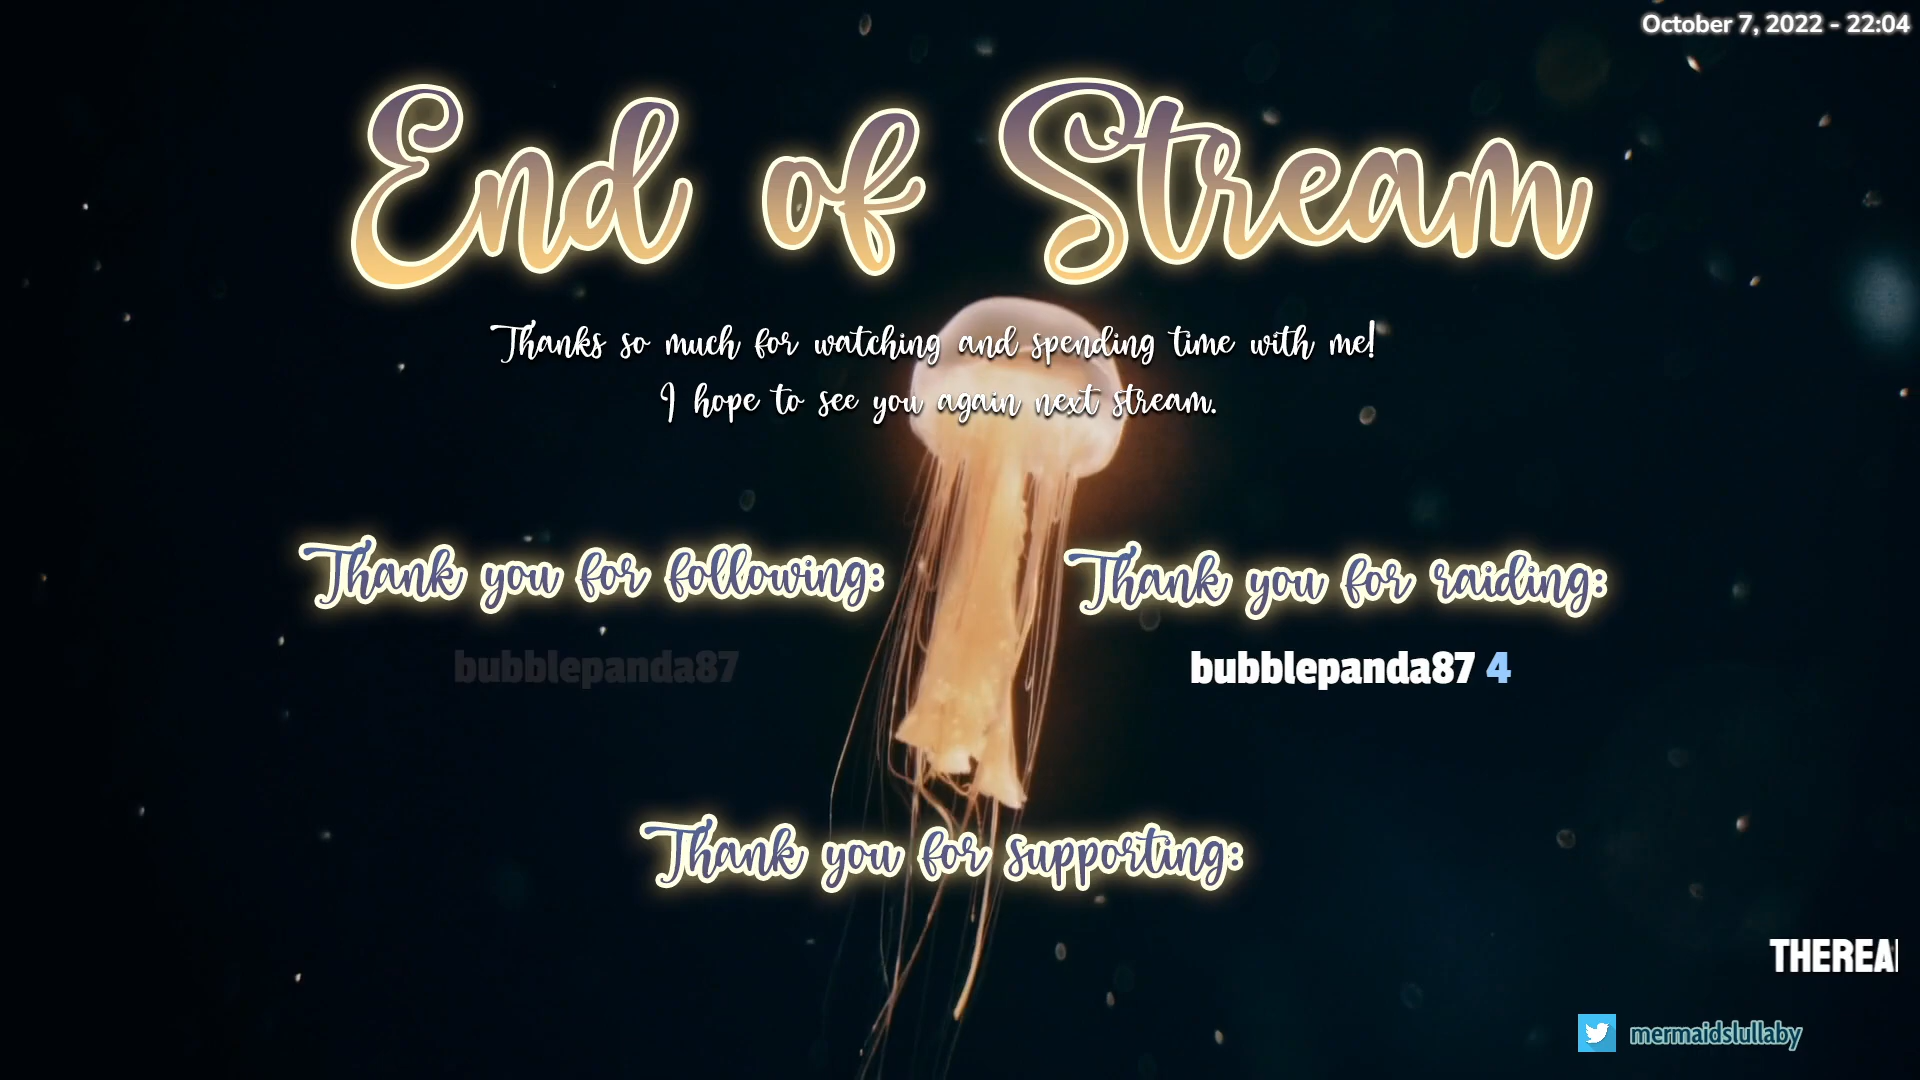 October 7, 2022 - 22:04
End of Stream
Thanks so much for watching and spending time with me!
I hope to see you again next stream.
Thank you for following:
Thank you for raiding:
bubblepanda87
bubblepanda87 4
Thank you for supporting:
THEREA
mermaidslullaby